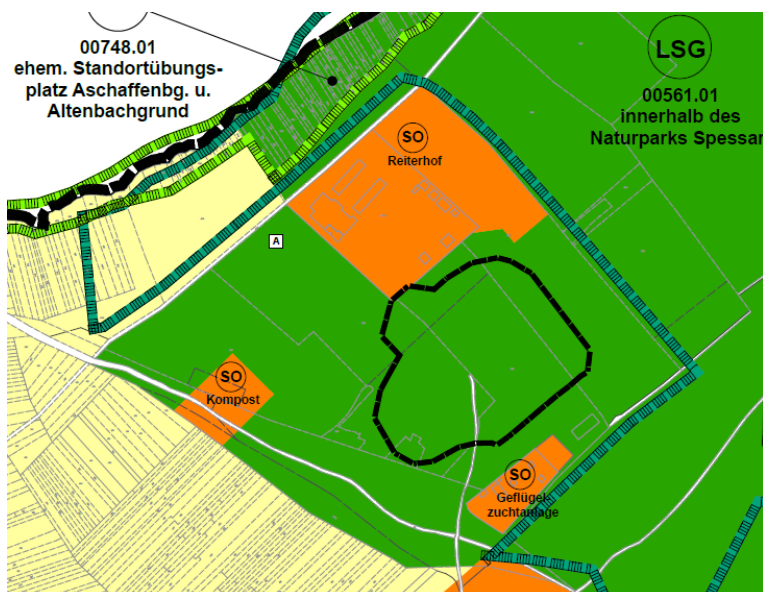 00748.01
ehem. Standortübungs-
platz Aschaffenbg. u.
Altenbachgrund
LSG
00561.01
innerhalb des
Naturparks Spessar
SO
Reiterhof
A
SO
Kompost
SO
Geflügel-
zuchtanlage